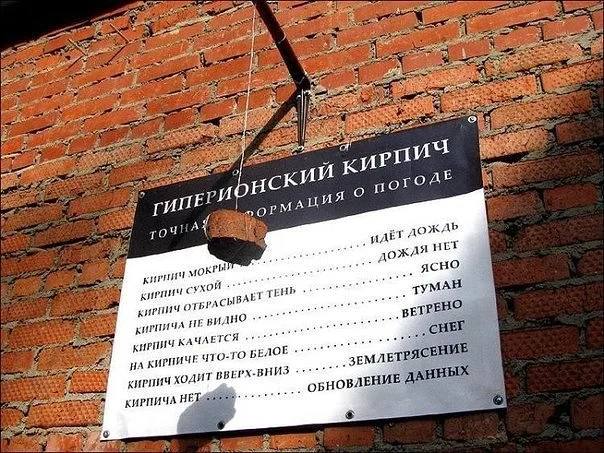 ГИПЕРИОНСКИЙ КИРПИЧ
О ПОГОДЕ
КИРПИЧ МОКРЫЙ .......... ИДЁТ ДОЖДЬ
КИРПИЧ СУХОЙ .......... ДОЖДЯ НЕТ
КИРПИЧ ОТБРАСЫВАЕТ ТЕНЬ .......... ЯСНО
КИРПИЧА НЕ ВИДНО .......... ТУМАН
КИРПИЧ КАЧАЕТСЯ .......... ВЕТРЕНО
НА КИРПИЧЕ ЧТО-ТО БЕЛОЕ .......... СНЕГ
КИРПИЧ ХОДИТ ВВЕРХ-ВНИЗ ........ ЗЕМЛЕТРЯСЕНИЕ
КИРПИЧА НЕТ .......... ОБНОВЛЕНИЕ ДАННЫХ